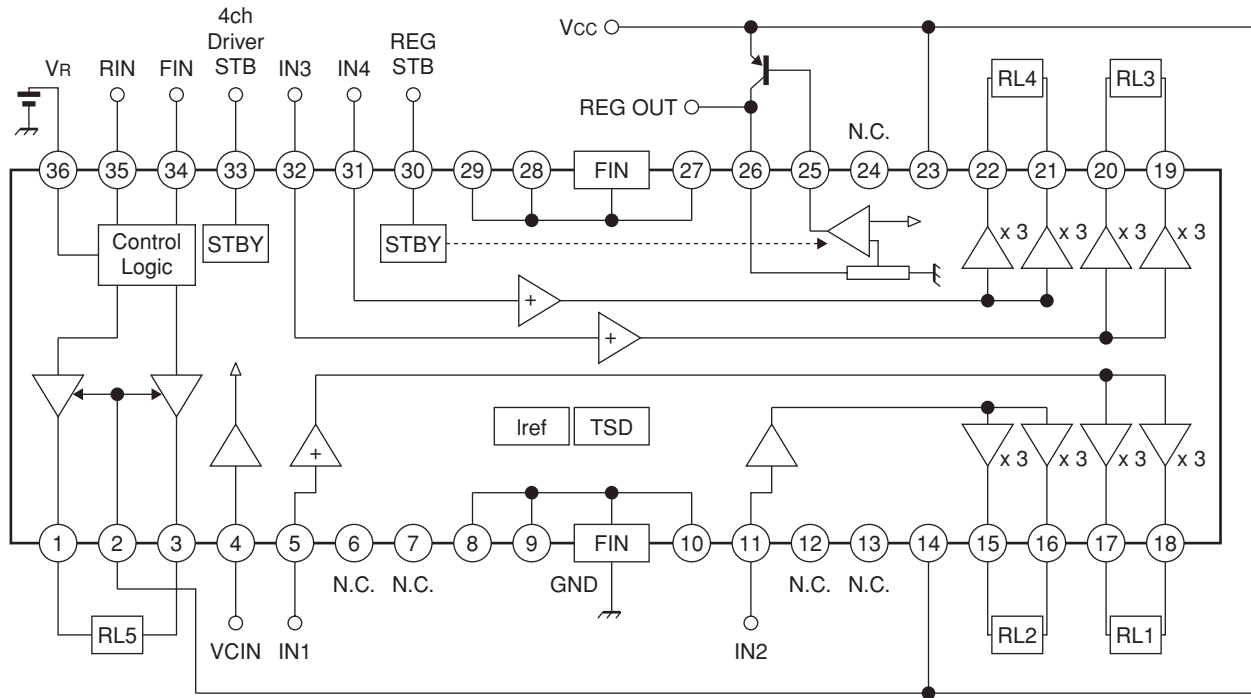 4ch
Driver
STB
REG
STB
VCC
VR
RIN
FIN
IN3
IN4
REG OUT
RL4
RL3
N.C.
36
35
34
33
32
31
30
29
28
FIN
27
26
25
24
23
22
21
20
19
Control
Logic
STBY
STBY
x 3
x 3
x 3
x 3
+
+
Iref
TSD
+
x 3
x 3
x 3
x 3
1
2
3
4
5
6
7
8
9
FIN
10
11
12
13
14
15
16
17
18
N.C.
N.C.
GND
N.C.
N.C.
RL5
RL2
RL1
VCIN
IN1
IN2